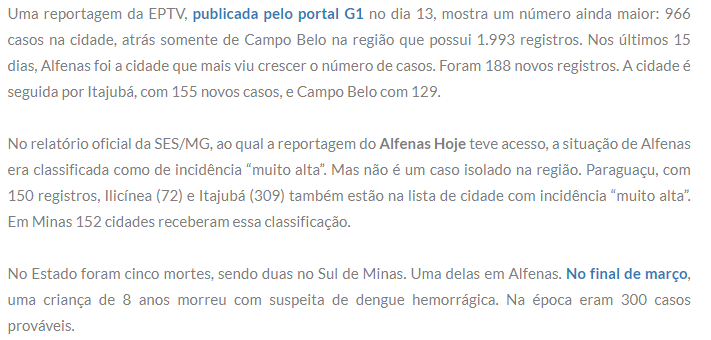 Uma reportagem da EPTV, publicada pelo portal G1 no dia 13, mostra um número ainda maior: 966
casos na cidade, atrás somente de Campo Belo na região que possui 1.993 registros. Nos últimos 15
dias, Alfenas foi a cidade que mais viu crescer o número de casos. Foram 188 novos registros. A cidade é
seguida por Itajubá, com 155 novos casos, e Campo Belo com 129.
No relatório oficial da SES/MG, ao qual a reportagem do Alfenas Hoje teve acesso, a situação de Alfenas
era classificada como de incidência “muito alta”. Mas não é um caso isolado na região. Paraguaçu, com
150 registros, Ilicínea (72) e Itajubá (309) também estão na lista de cidade com incidência “muito alta”.
Em Minas 152 cidades receberam essa classificação.
No Estado foram cinco mortes, sendo duas no Sul de Minas. Uma delas em Alfenas. No final de março,
uma criança de 8 anos morreu com suspeita de dengue hemorrágica. Na época eram 300 casos
prováveis.